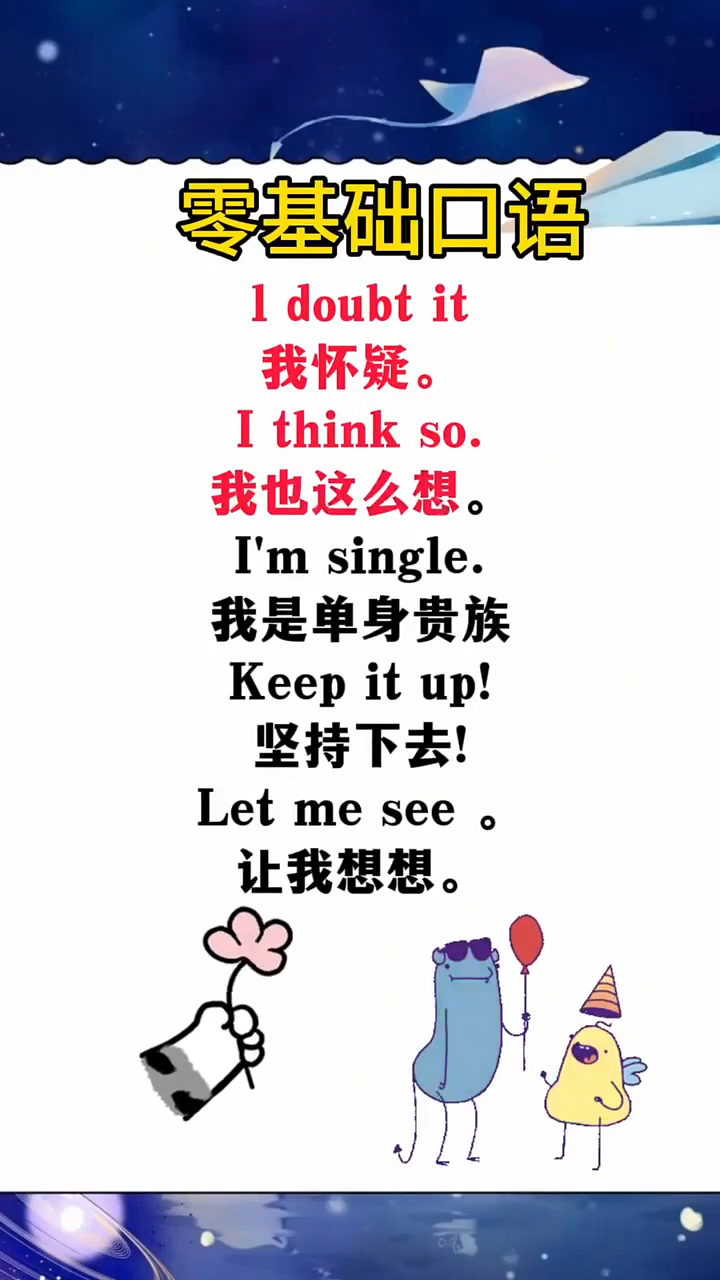 零基础口语
l doubt it
我怀疑。
I think so.
我也这么想。
I'm single.
我是单身贵族
Keep it up!
坚持下去!
Let me see 。
让我想想。